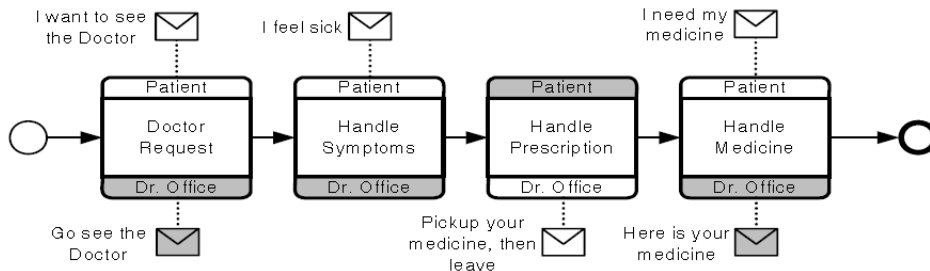 I want to see
the Doctor
I feel sick
I need my
medicine
Patient
Patient
Patient
Patient
Doctor
Request
Handle
Symptoms
Handle
Prescription
Handle
Medicine
Dr. Office
Dr. Office
Dr. Office
Dr. Office
Go see the
Doctor
Pickup your
medicine, then
leave
Here is your
medicine